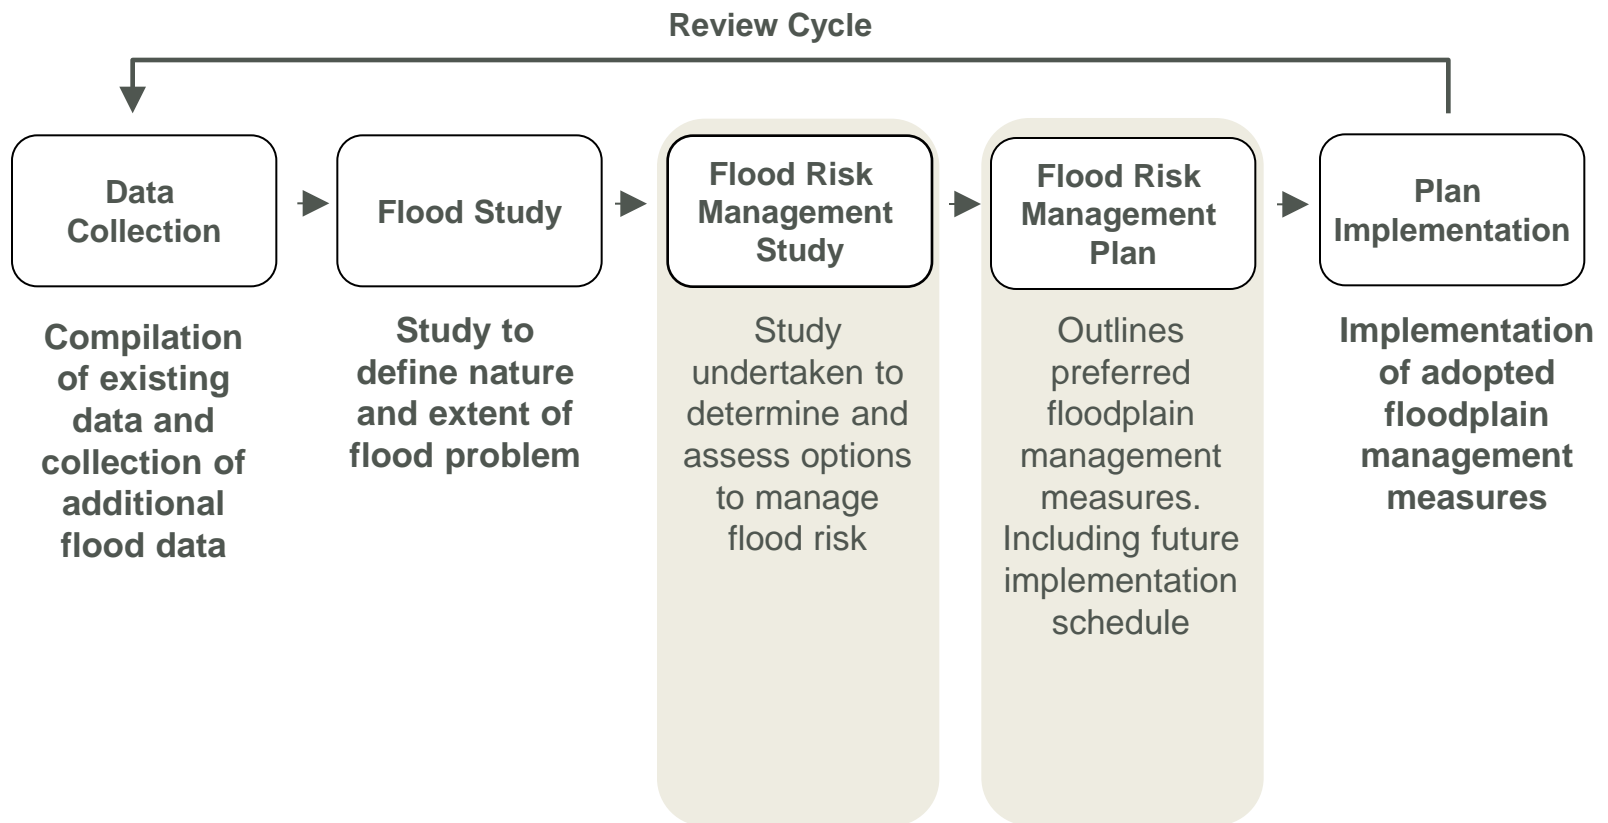 Review Cycle
Data
Collection
Flood Study
Flood Risk
Management
Study
Flood Risk
Management
Plan
Plan
Implementation
Compilation
of existing
data and
collection of
additional
flood data
Study to
define nature
and extent of
flood problem
Study
undertaken to
determine and
assess options
to manage
flood risk
Outlines
preferred
floodplain
management
measures.
Including future
implementation
schedule
Implementation
of adopted
floodplain
management
measures